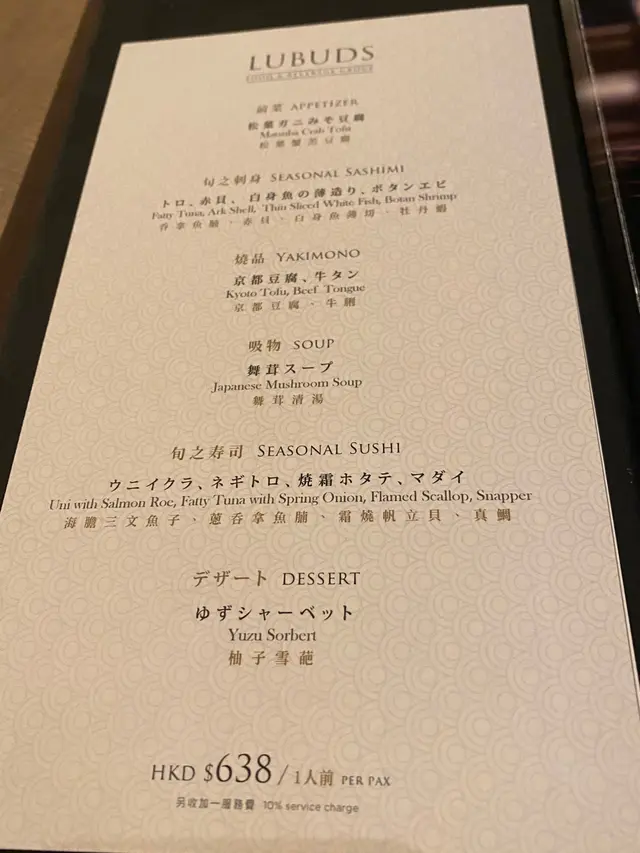 LUBUDS
FOOD & BEVERAGE GROUP
前菜 APPETIZER
松葉ガニみそ豆腐
Matsuba Crab Tofu
松葉蟹羔豆腐
旬之刺身 SEASONAL SASHIMI
トロ、赤貝、白身魚の薄造り、ボタンエビ
Fatty Tuna, Ark Shell, Thin Sliced White Fish, Botan Shrimp
吞拿魚腩、赤貝、白身魚薄切、牡丹蝦
燒品 YAKIMONO
京都豆腐、牛タン
Kyoto Tofu, Beef Tongue
京都豆腐、牛脷
吸物 SOUP
舞茸スープ
Japanese Mushroom Soup
舞茸清湯
旬之寿司 SEASONAL SUSHI
ウニイクラ、ネギトロ、焼霜ホタテ、マダイ
Uni with Salmon Roe, Fatty Tuna with Spring Onion, Flamed Scallop, Snapper
海膽三文魚子、蔥吞拿魚腩、霜燒帆立貝、真鯛
デザート DESSERT
ゆずシャーベット
Yuzu Sorbert
柚子雪葩
HKD $638 / 1人前 PER PAX
另收加一服務費 10% service charge